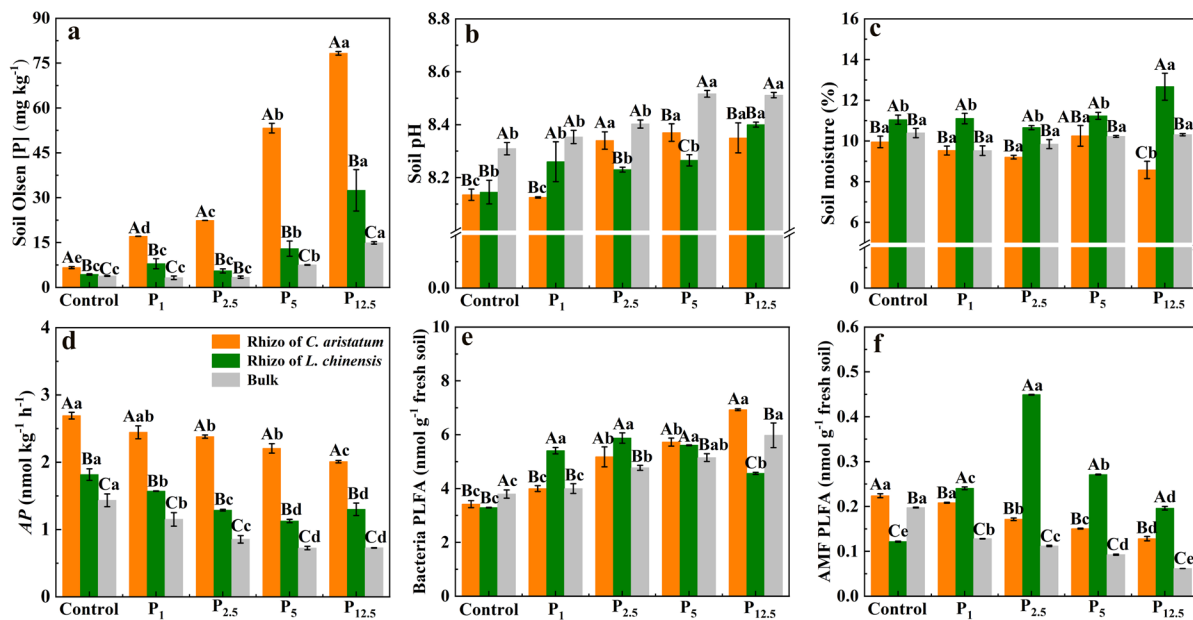 a
Soil Olsen [P] (mg kg⁻¹)
90
75
60
45
30
15
0
Ae Bc Cc
Ad Bc Cc
Ac Bc Bc
Ab Bb Cb
Aa Ba Ca
Control P₁ P₂.₅ P₅ P₁₂.₅
b
Soil pH
8.8
8.6
8.4
8.2
0.0
Bc Bc Ab
Bc Ab
Aa Bb Ab
Ba Cb Aa
Ba Ba Aa
Control P₁ P₂.₅ P₅ P₁₂.₅
c
Soil moisture (%)
16
14
12
10
8
6
0
Ba Ab Ba
Ba Ab Ba
Ba Ab Ba
ABa Ab Ba
Cb Aa Ba
Control P₁ P₂.₅ P₅ P₁₂.₅
d
AP (nmol kg⁻¹ h⁻¹)
4
3
2
1
0
Rhizo of C. aristatum
Rhizo of L. chinensis
Bulk
Aa Ba Ca
Aab Bb Cb
Ab Bc Cc
Ab Bd Cd
Ac Bd Cd
Control P₁ P₂.₅ P₅ P₁₂.₅
e
Bacteria PLFA (nmol g⁻¹ fresh soil)
10
8
6
4
2
0
Bc Bc Ac
Bc Aa Bc
Ab Aa Bb
Ab Aa Bab
Aa Cb Ba
Control P₁ P₂.₅ P₅ P₁₂.₅
f
AMF PLFA (nmol g⁻¹ fresh soil)
0.6
0.5
0.4
0.3
0.2
0.1
0.0
Aa Ce Ba
Ba Ac Cb
Bb Aa Cc
Bc Ab Cd
Bd Ad Ce
Control P₁ P₂.₅ P₅ P₁₂.₅